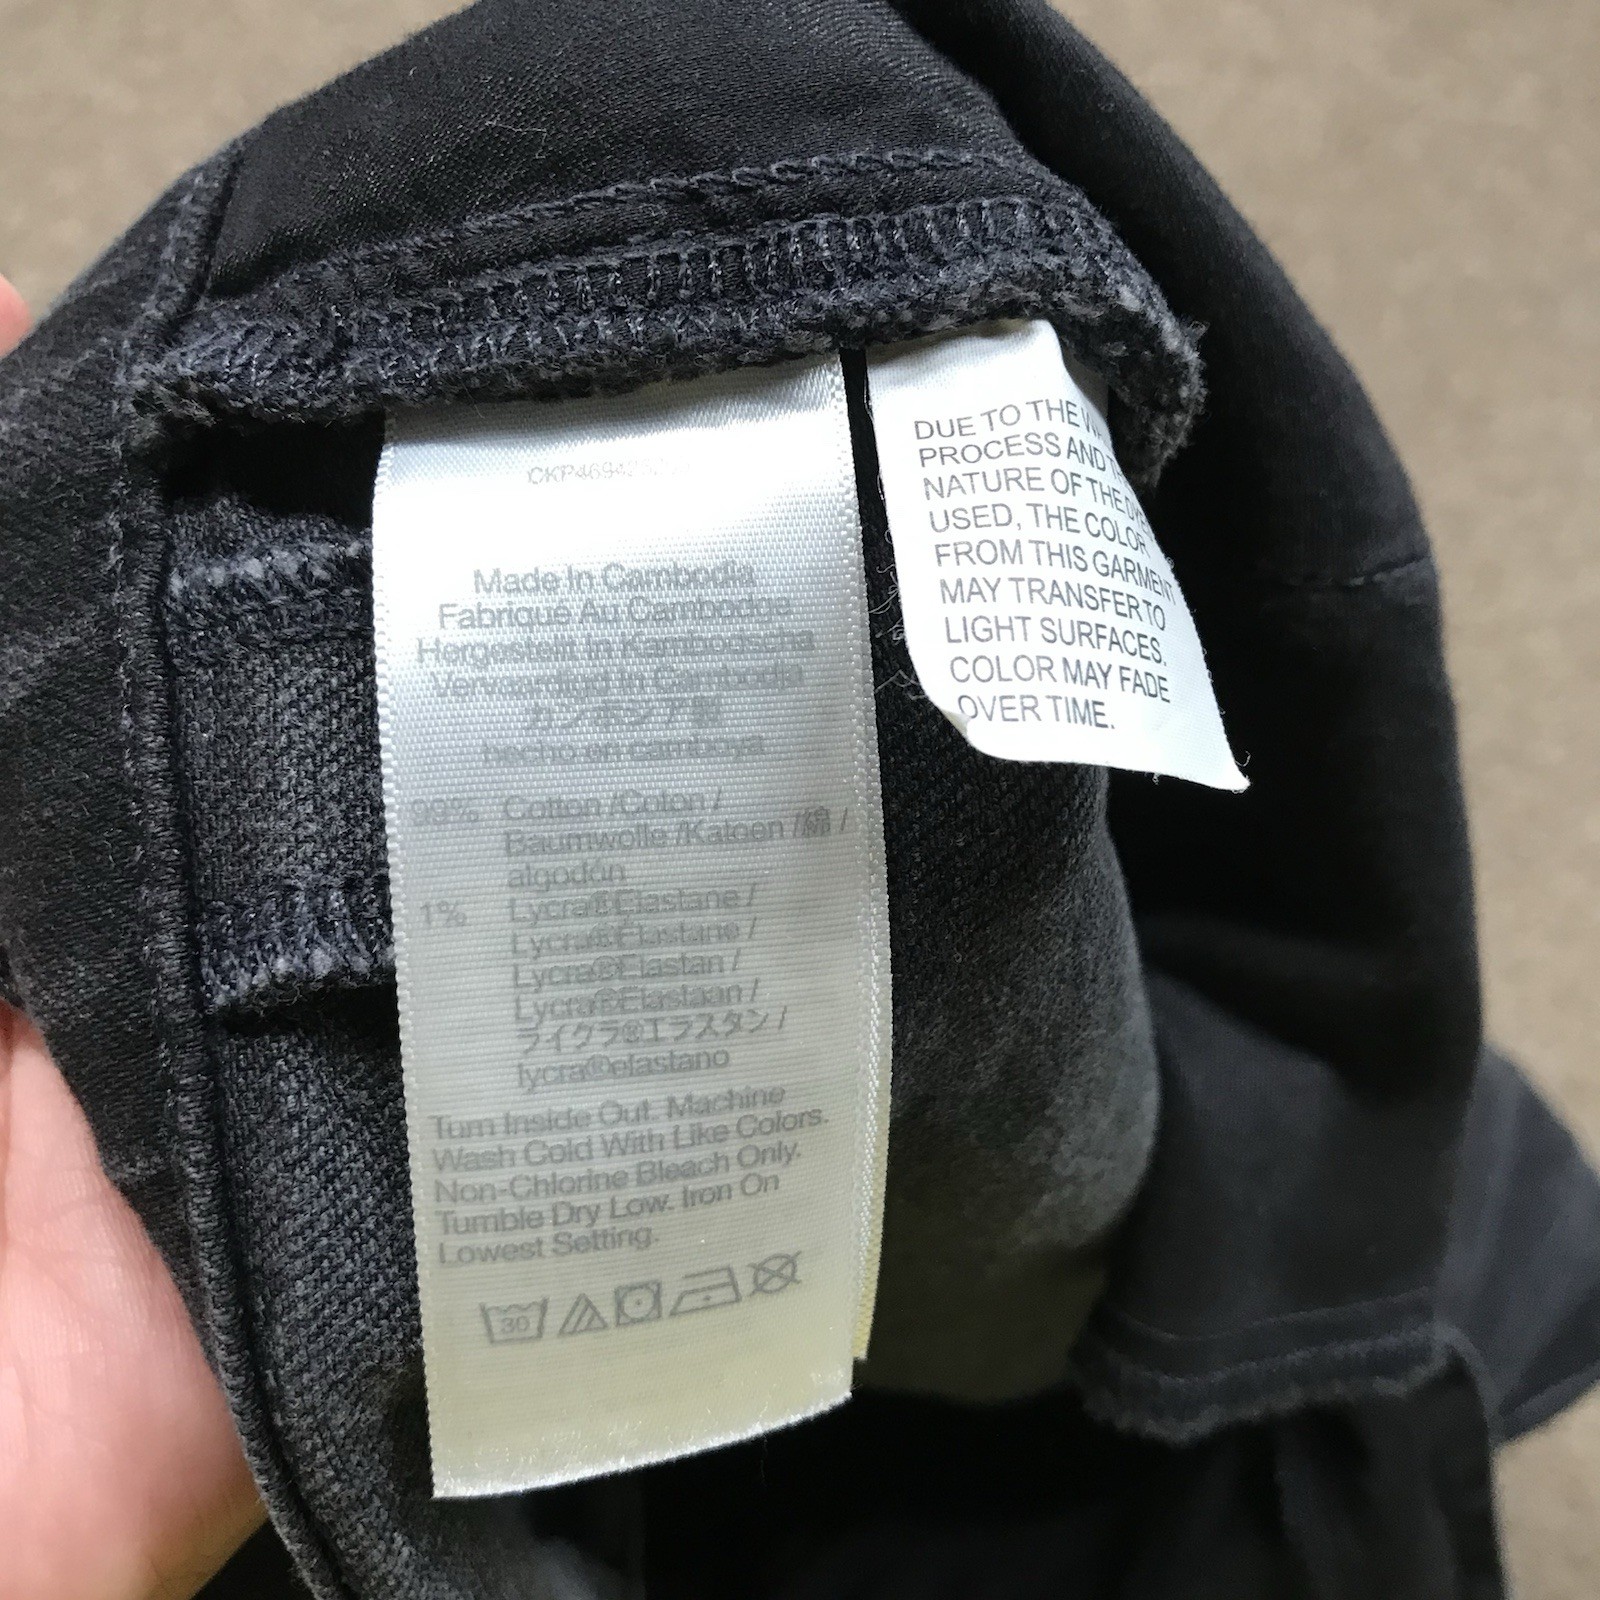 Made In Cambodia
Fabriqué Au Cambodge
Hergestellt In Kambodscha
Vervaardigd In Cambodja
カンボジア製
hecho en camboya
99% Cotton /Coton /
Baumwolle /Katoen /綿 /
algodón
1% Lycra®Elastane /
Lycra®Elastane /
Lycra®Elastan /
Lycra®Elastaan /
ライクラ®エラスタン /
lycra®elastano
Turn Inside Out. Machine
Wash Cold With Like Colors.
Non-Chlorine Bleach Only.
Tumble Dry Low. Iron On
Lowest Setting.
30
DUE TO THE
PROCESS AND
NATURE OF THE
USED, THE COLOR
FROM THIS GARMENT
MAY TRANSFER TO
LIGHT SURFACES.
COLOR MAY FADE
OVER TIME.